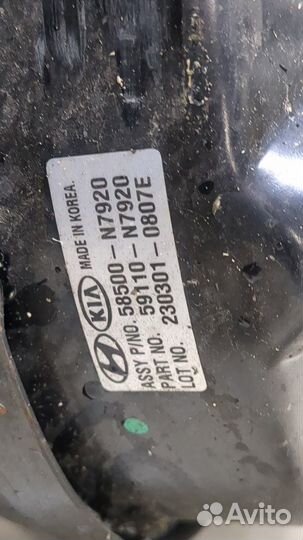 KIA MADE IN KOREA.
ASSY P/NO. 58500-N7920
PART NO. 59110-N7920
LOT NO. 230301-0807E
Avito